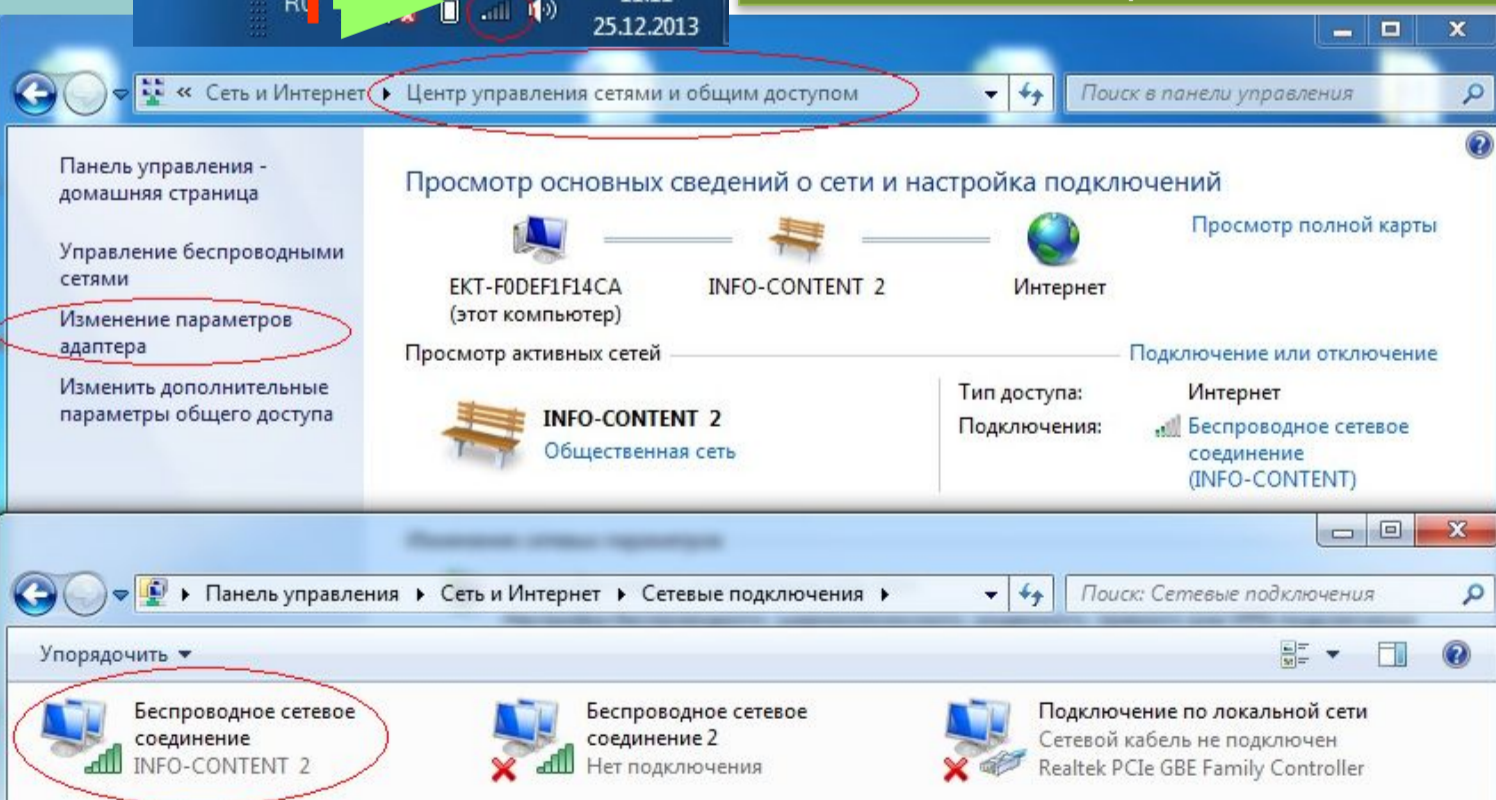 25.12.2013
« Сеть и Интернет ▸ Центр управления сетями и общим доступом
Поиск в панели управления
Панель управления -
домашняя страница
Управление беспроводными
сетями
Изменение параметров
адаптера
Изменить дополнительные
параметры общего доступа
Просмотр основных сведений о сети и настройка подключений
Просмотр полной карты
EKT-F0DEF1F14CA
(этот компьютер)
INFO-CONTENT 2
Интернет
Просмотр активных сетей
Подключение или отключение
INFO-CONTENT 2
Общественная сеть
Тип доступа: Интернет
Подключения: Беспроводное сетевое
соединение
(INFO-CONTENT)
▸ Панель управления ▸ Сеть и Интернет ▸ Сетевые подключения ▸
Поиск: Сетевые подключения
Упорядочить ▾
Беспроводное сетевое
соединение
INFO-CONTENT 2
Беспроводное сетевое
соединение 2
Нет подключения
Подключение по локальной сети
Сетевой кабель не подключен
Realtek PCIe GBE Family Controller